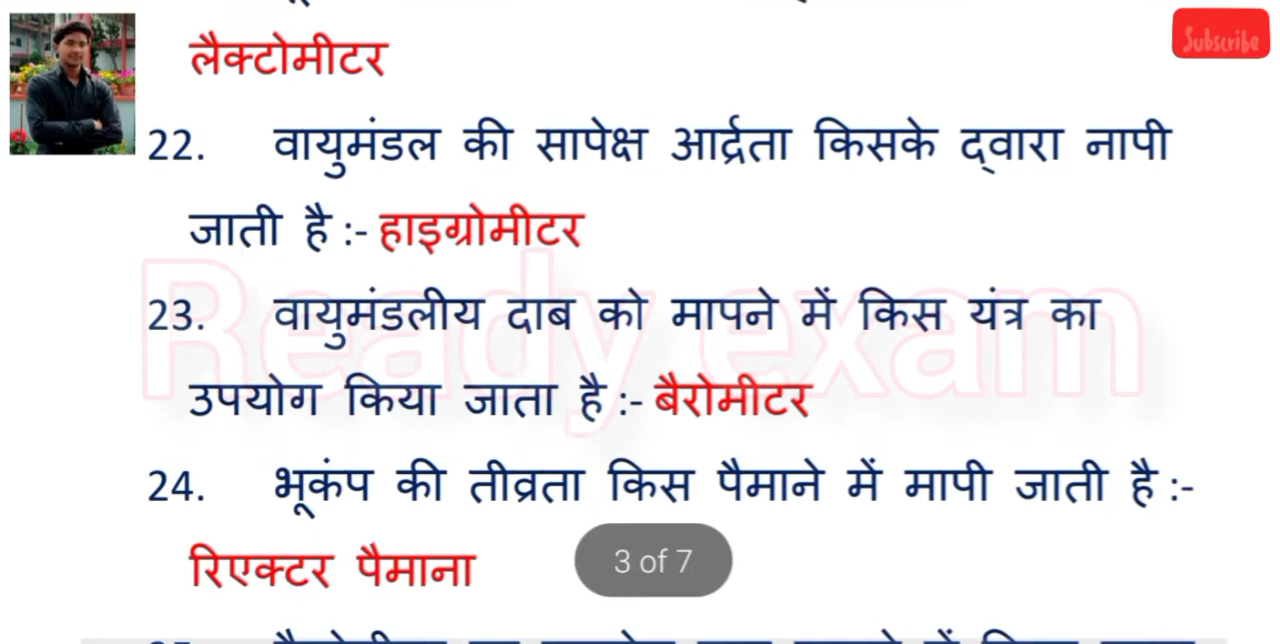 लैक्टोमीटर
Subscribe
22. वायुमंडल की सापेक्ष आर्द्रता किसके द्वारा नापी
जाती है :- हाइग्रोमीटर
Ready exam
23. वायुमंडलीय दाब को मापने में किस यंत्र का
उपयोग किया जाता है :- बैरोमीटर
24. भूकंप की तीव्रता किस पैमाने में मापी जाती है :-
रिएक्टर पैमाना
3 of 7